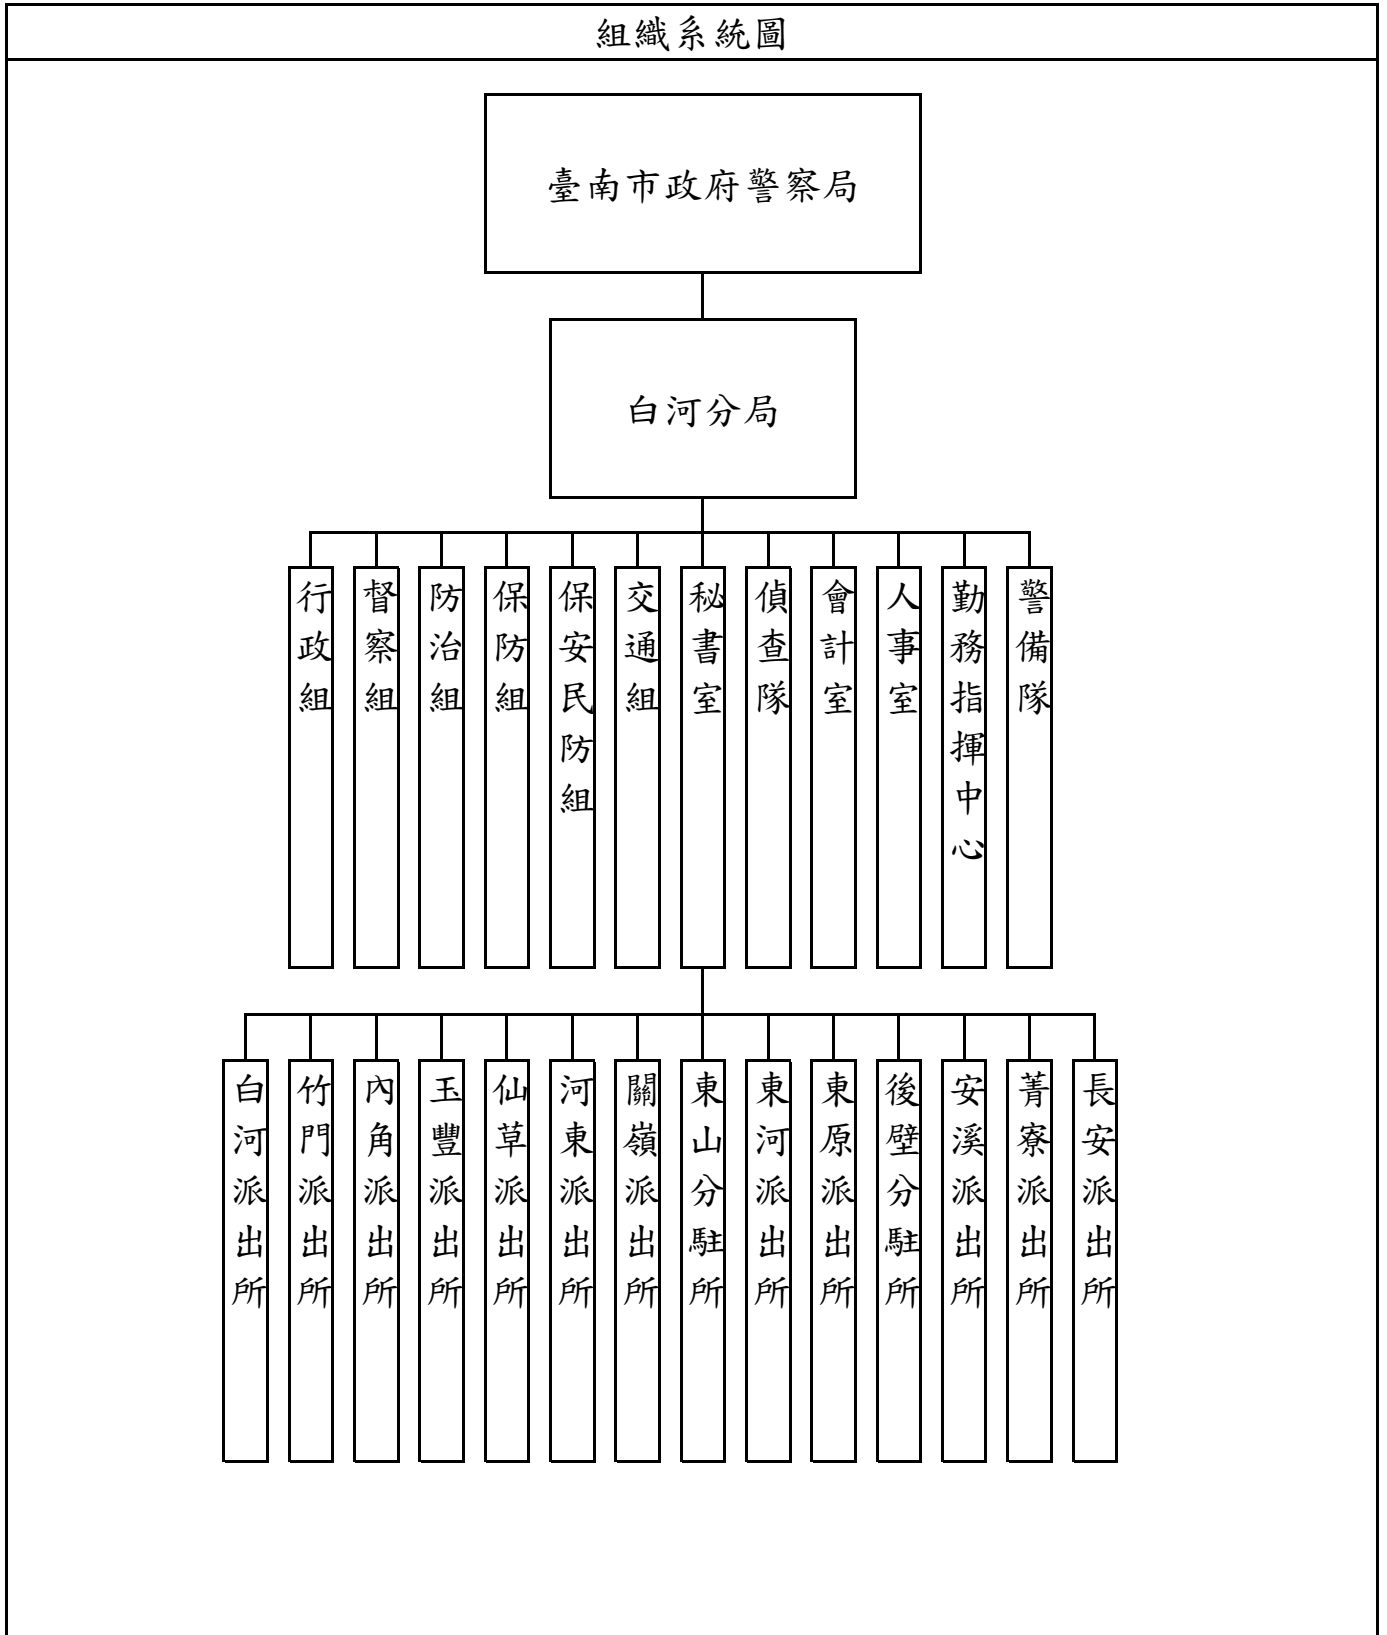 組織系統圖
臺南市政府警察局
白河分局
行政組
督察組
防治組
保防組
保安民防組
交通組
秘書室
偵查隊
會計室
人事室
勤務指揮中心
警備隊
白河派出所
竹門派出所
內角派出所
玉豐派出所
仙草派出所
河東派出所
關嶺派出所
東山分駐所
東河派出所
東原派出所
後壁分駐所
安溪派出所
菁寮派出所
長安派出所